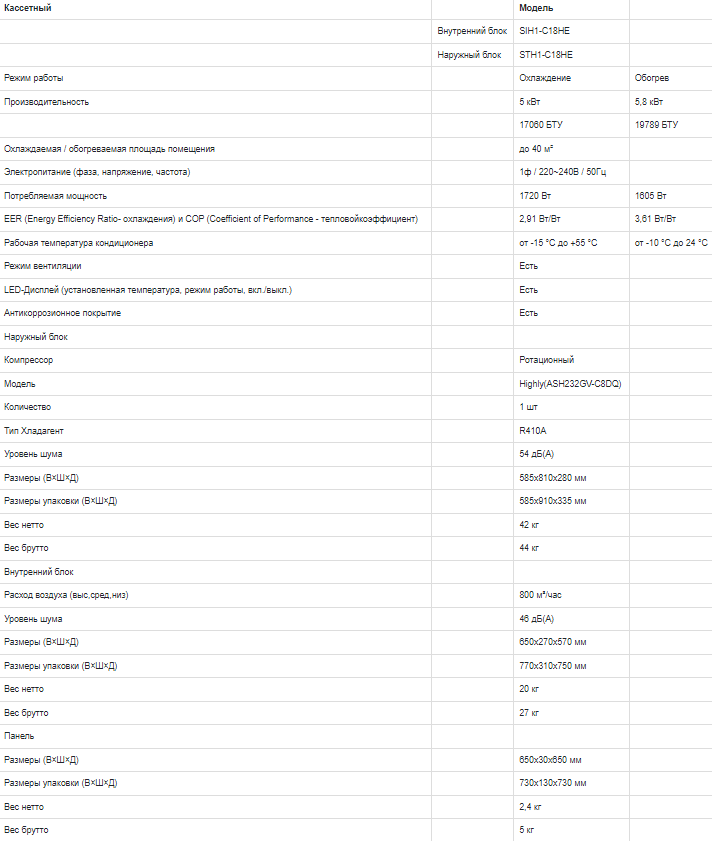 Кассетный Модель
Внутренний блок SIH1-C18HE
Наружный блок STH1-C18HE
Режим работы Охлаждение Обогрев
Производительность 5 кВт 5,8 кВт
17060 БТУ 19789 БТУ
Охлаждаемая / обогреваемая площадь помещения до 40 м²
Электропитание (фаза, напряжение, частота) 1ф / 220~240В / 50Гц
Потребляемая мощность 1720 Вт 1605 Вт
EER (Energy Efficiency Ratio- охлаждения) и COP (Coefficient of Performance - тепловойкоэффициент) 2,91 Вт/Вт 3,61 Вт/Вт
Рабочая температура кондиционера от -15 °C до +55 °C от -10 °C до 24 °C
Режим вентиляции Есть
LED-Дисплей (установленная температура, режим работы, вкл./выкл.) Есть
Антикоррозионное покрытие Есть
Наружный блок
Компрессор Ротационный
Модель Highly(ASH232GV-C8DQ)
Количество 1 шт
Тип Хладагент R410A
Уровень шума 54 дБ(А)
Размеры (В×Ш×Д) 585x810x280 мм
Размеры упаковки (В×Ш×Д) 585x910x335 мм
Вес нетто 42 кг
Вес брутто 44 кг
Внутренний блок
Расход воздуха (выс,сред,низ) 800 м³/час
Уровень шума 46 дБ(А)
Размеры (В×Ш×Д) 650x270x570 мм
Размеры упаковки (В×Ш×Д) 770x310x750 мм
Вес нетто 20 кг
Вес брутто 27 кг
Панель
Размеры (В×Ш×Д) 650x30x650 мм
Размеры упаковки (В×Ш×Д) 730x130x730 мм
Вес нетто 2,4 кг
Вес брутто 5 кг